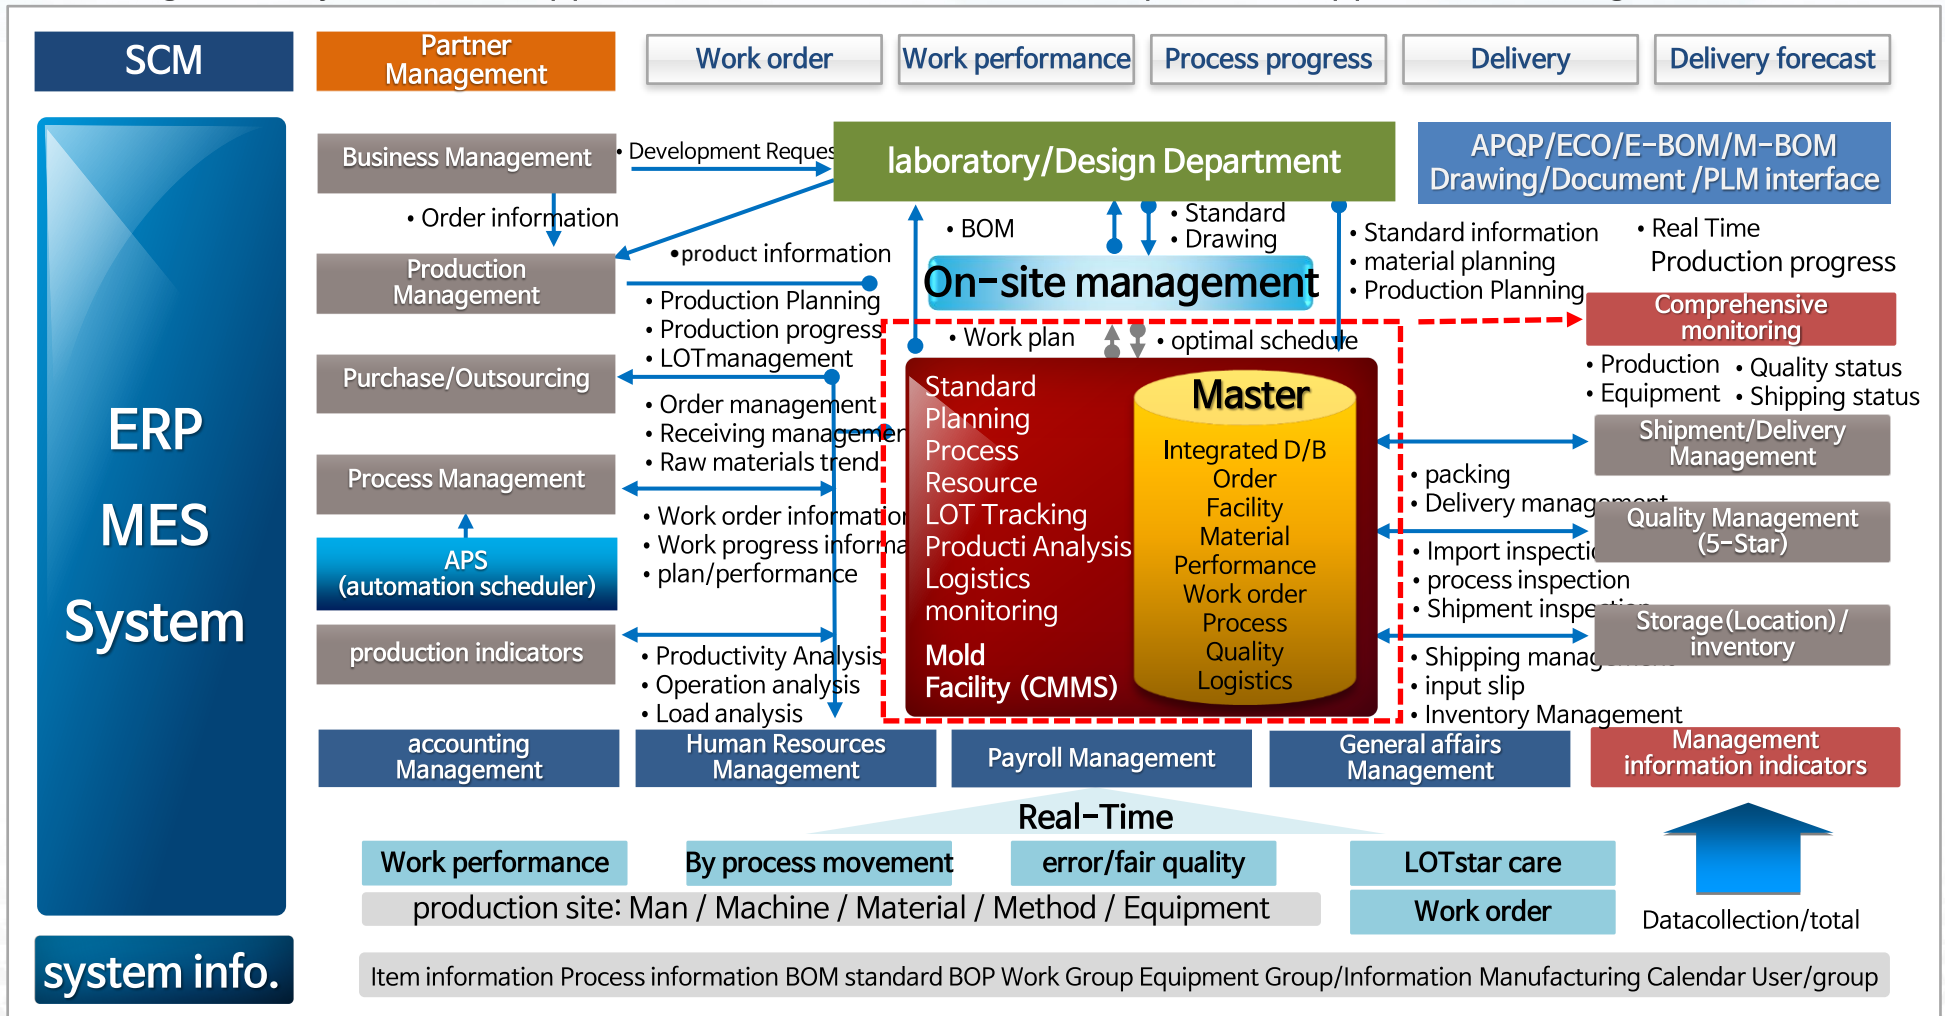 SCM
Partner
Management
Work order
Work performance
Process progress
Delivery
Delivery forecast
ERP
MES
System
Business Management
• Development Reques
laboratory/Design Department
APQP/ECO/E-BOM/M-BOM
Drawing/Document /PLM interface
• Order information
• BOM
• Standard
• Drawing
• Standard information
• material planning
• Production Planning
• Real Time
Production progress
•product information
Production
Management
On-site management
Comprehensive
monitoring
• Production Planning
• Production progress
• LOTmanagement
• Work plan
• optimal schedule
• Production
• Equipment
• Quality status
• Shipping status
Purchase/Outsourcing
• Order management
• Receiving managemen
• Raw materials trend
Standard
Planning
Process
Resource
LOT Tracking
Producti Analysis
Logistics
monitoring
Mold
Facility (CMMS)
Master
Integrated D/B
Order
Facility
Material
Performance
Work order
Process
Quality
Logistics
Shipment/Delivery
Management
• packing
• Delivery management
Process Management
• Work order information
• Work progress informa
• plan/performance
Quality Management
(5-Star)
• Import inspectic
• process inspection
• Shipment inspection
APS
(automation scheduler)
Storage(Location)/
inventory
production indicators
• Productivity Analysis
• Operation analysis
• Load analysis
• Shipping management
• input slip
• Inventory Management
accounting
Management
Human Resources
Management
Payroll Management
General affairs
Management
Management
information indicators
Real-Time
Work performance
By process movement
error/fair quality
LOTstar care
production site: Man / Machine / Material / Method / Equipment
Work order
Datacollection/total
system info.
Item information Process information BOM standard BOP Work Group Equipment Group/Information Manufacturing Calendar User/group